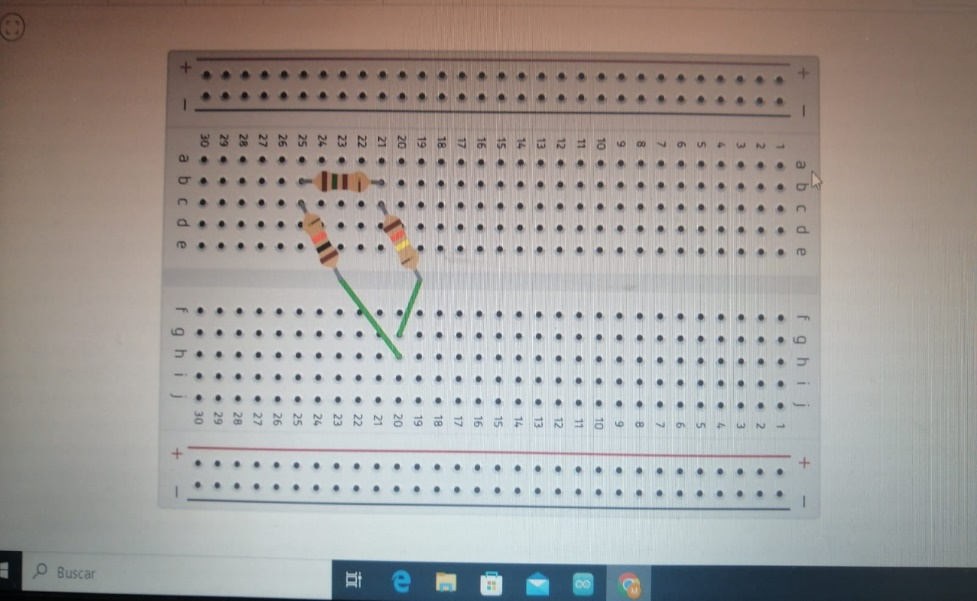 + +
− −
30 29 28 27 26 25 24 23 22 21 20 19 18 17 16 15 14 13 12 11 10 9 8 7 6 5 4 3 2 1
a a
b b
c c
d d
e e
f f
g g
h h
i i
j j
30 29 28 27 26 25 24 23 22 21 20 19 18 17 16 15 14 13 12 11 10 9 8 7 6 5 4 3 2 1
+ +
− −
Buscar